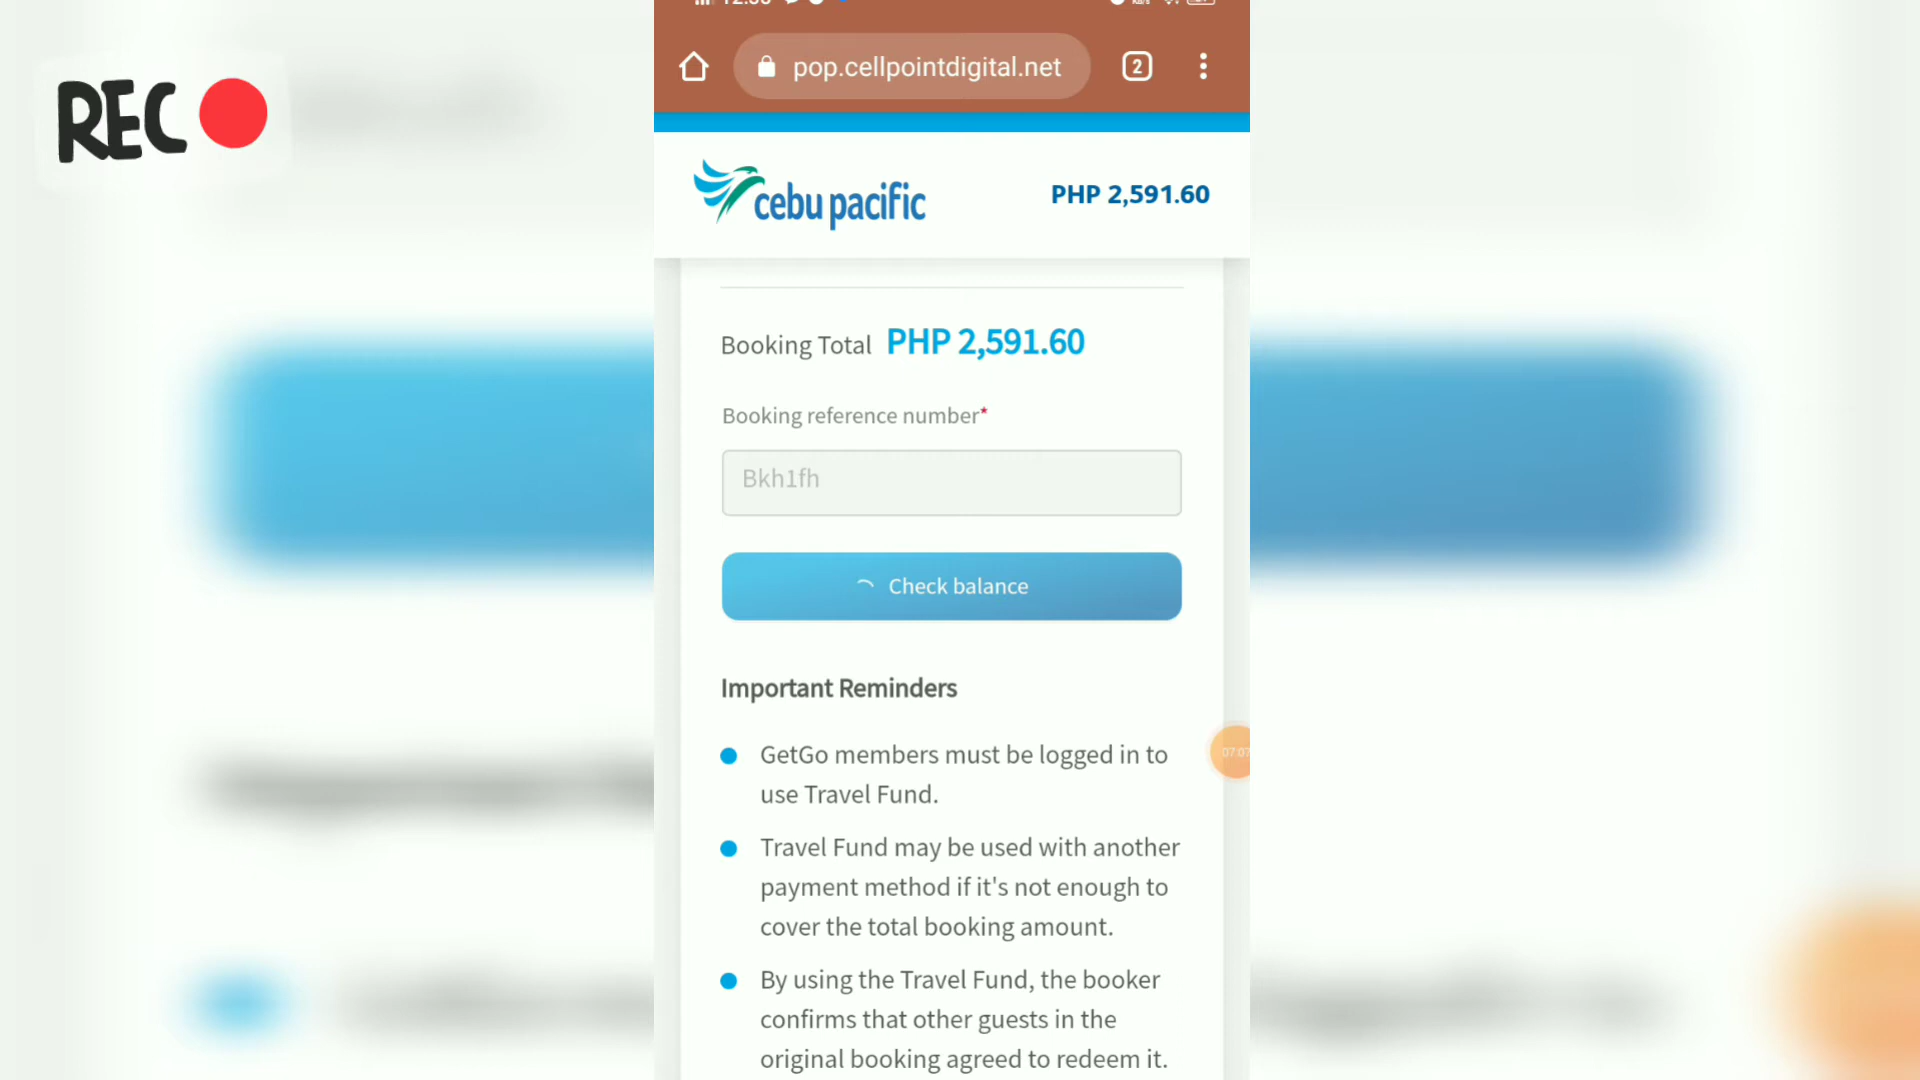 REC
pop.cellpointdigital.net
2
cebu pacific
PHP 2,591.60
Booking Total PHP 2,591.60
Booking reference number*
Bkh1fh
Check balance
Important Reminders
GetGo members must be logged in to
use Travel Fund.
07:07
Travel Fund may be used with another
payment method if it's not enough to
cover the total booking amount.
By using the Travel Fund, the booker
confirms that other guests in the
original booking agreed to redeem it.